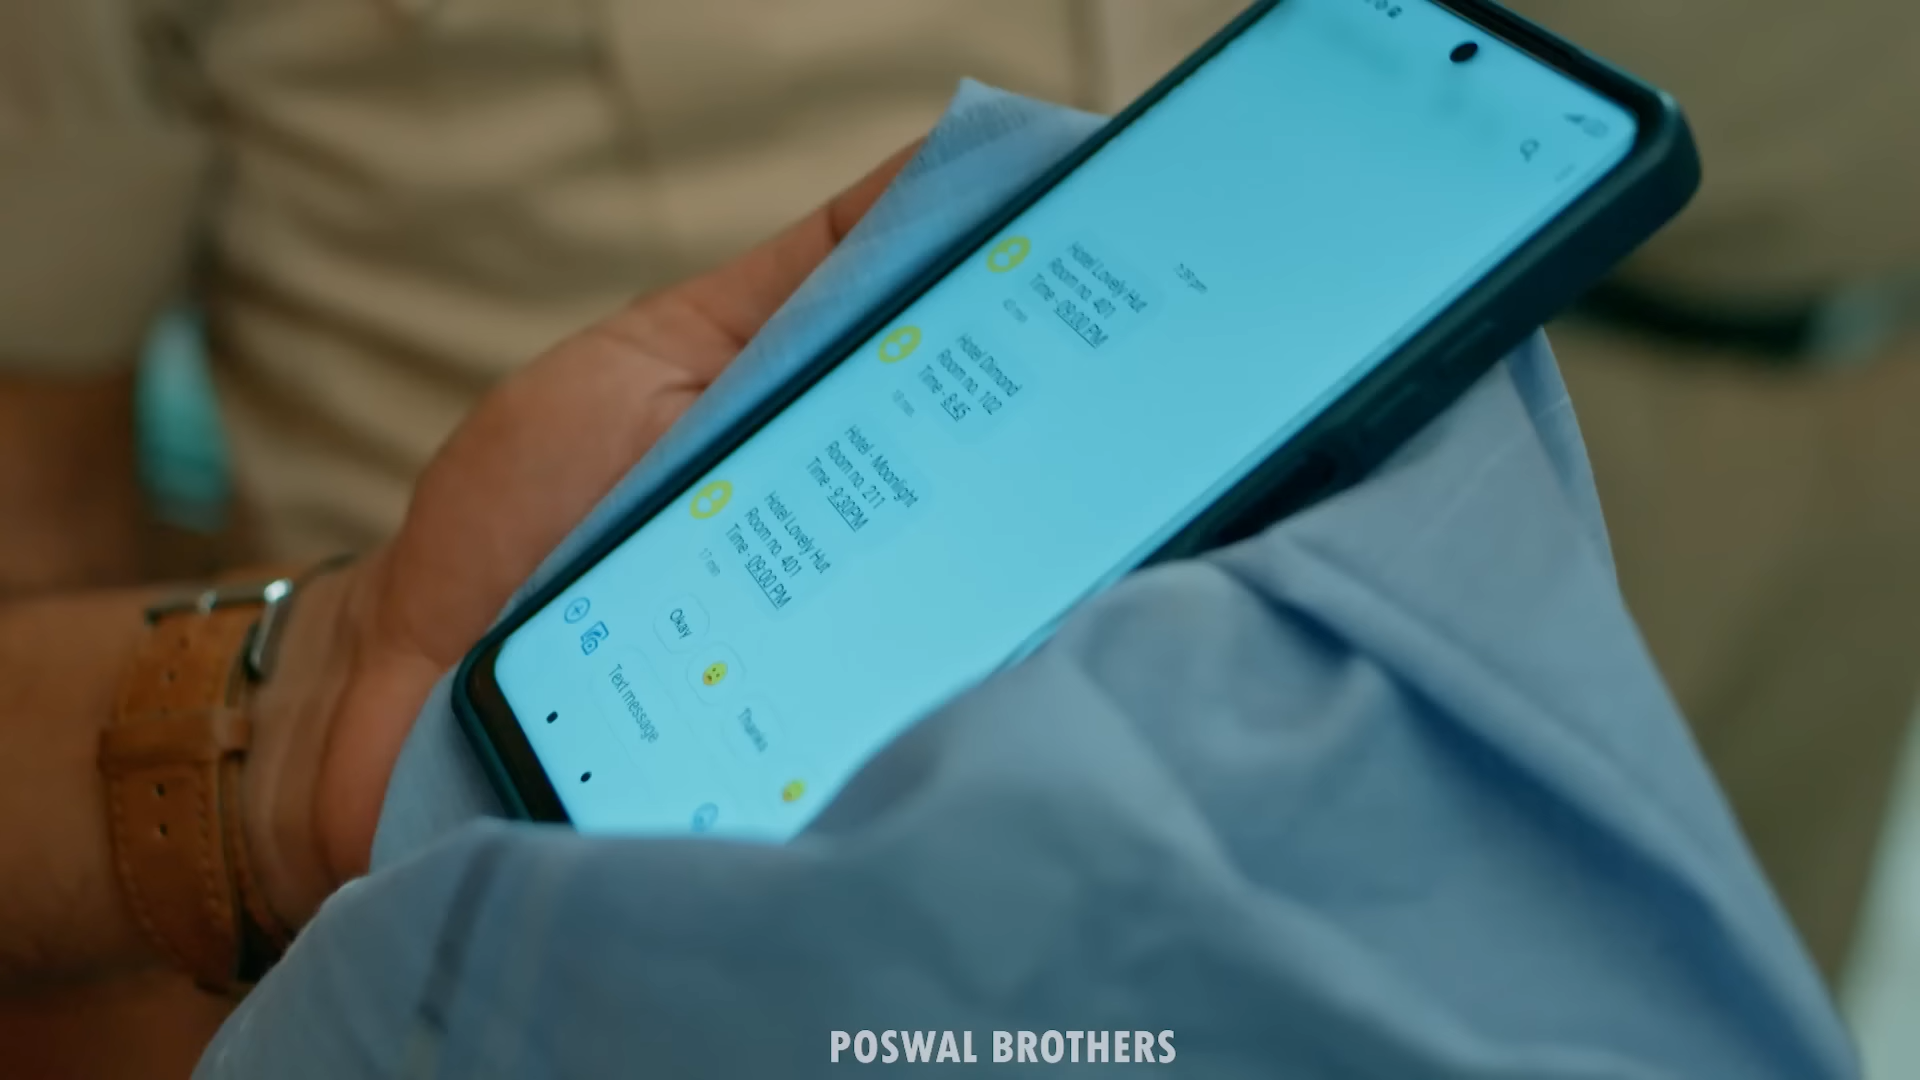 Hotel Lovely Hut
Room no. 401
Time - 09:00 PM
Hotel Dimond
Room no. 102
Time - 8:45
Hotel - Moonlight
Room no. 211
Time - 9:30PM
Hotel Lovely Hut
Room no. 401
Time - 09:00 PM
17 min
Okay
Thanks
Text message
POSWAL BROTHERS